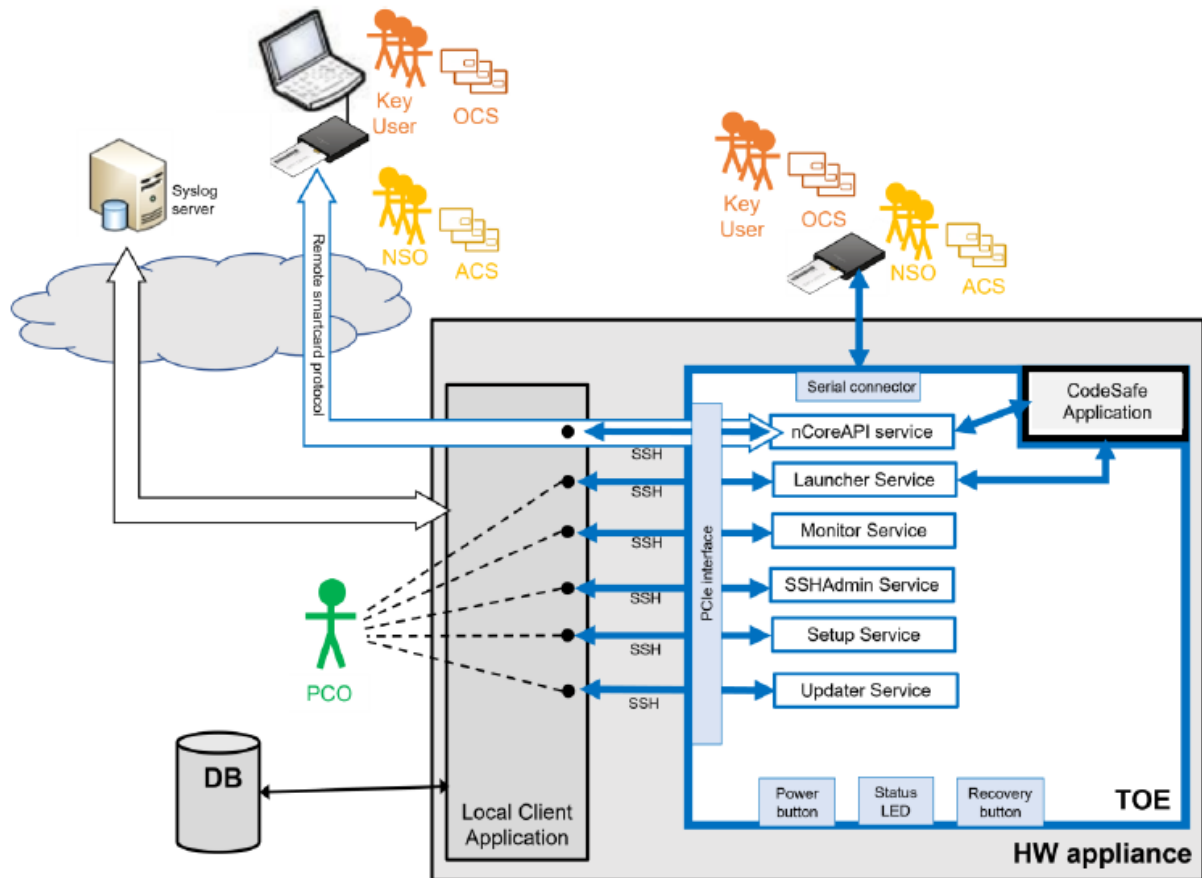 Key
User
OCS
Syslog
server
NSO
ACS
Remote smartcard protocol
Key
User
OCS
NSO
ACS
Serial connector
CodeSafe
Application
nCoreAPI service
SSH
Launcher Service
SSH
Monitor Service
SSH
SSHAdmin Service
SSH
Setup Service
SSH
Updater Service
SSH
PCIe interface
PCO
DB
Local Client
Application
Power
button
Status
LED
Recovery
button
TOE
HW appliance